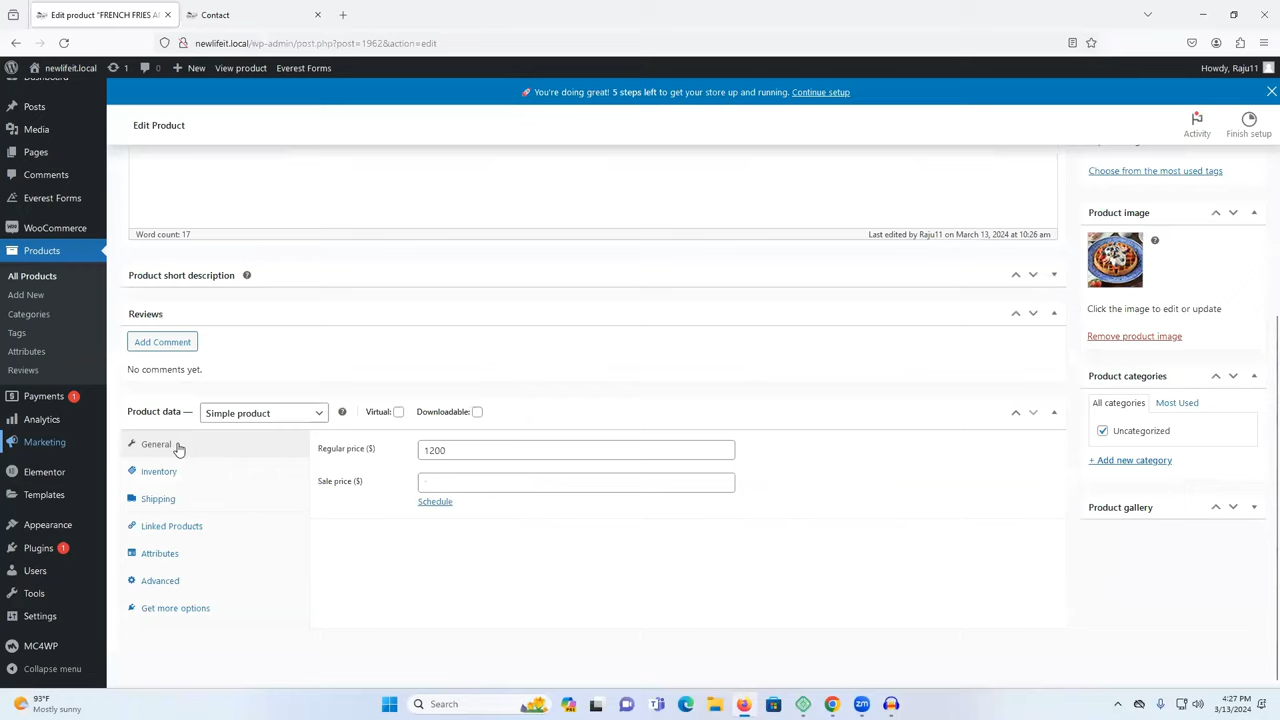 Edit product "FRENCH FRIES A
Contact
newlifeit.local/wp-admin/post.php?post=1962&action=edit
newlifeit.local
1
0
New
View product
Everest Forms
Howdy, Raju11
Dashboard
Posts
Media
Pages
Comments
Everest Forms
WooCommerce
Products
All Products
Add New
Categories
Tags
Attributes
Reviews
Payments 1
Analytics
Marketing
Elementor
Templates
Appearance
Plugins 1
Users
Tools
Settings
MC4WP
Collapse menu
🚀 You're doing great! 5 steps left to get your store up and running. Continue setup
Edit Product
Activity
Finish setup
Word count: 17
Last edited by Raju11 on March 13, 2024 at 10:26 am
Product short description
Reviews
Add Comment
No comments yet.
Product data —
Simple product
Virtual:
Downloadable:
General
Inventory
Shipping
Linked Products
Attributes
Advanced
Get more options
Regular price ($)
1200
Sale price ($)
Schedule
Choose from the most used tags
Product image
Click the image to edit or update
Remove product image
Product categories
All categories
Most Used
Uncategorized
+ Add new category
Product gallery
93°F
Mostly sunny
Search
4:27 PM
3/13/2024